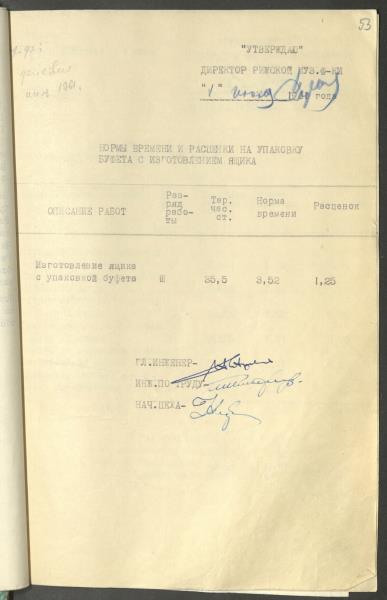 53
"УТВЕРЖДАЮ"
ДИРЕКТОР РИЖСКОЙ МУЗ.Ф-КИ
"1" года
НОРМЫ ВРЕМЕНИ И РАСЦЕНКИ НА УПАКОВКУ
БУФЕТА С ИЗГОТОВЛЕНИЕМ ЯЩИКА
ОПИСАНИЕ РАБОТ Раз- ряд рабо- ты Тар. час. ст. Норма времени Расценок
Изготовление ящика
с упаковкой буфета Ш 35,5 3,52 1,25
ГЛ.ИНЖЕНЕР-
ИНЖ.ПО ТРУДУ-
НАЧ.ЦЕХА-